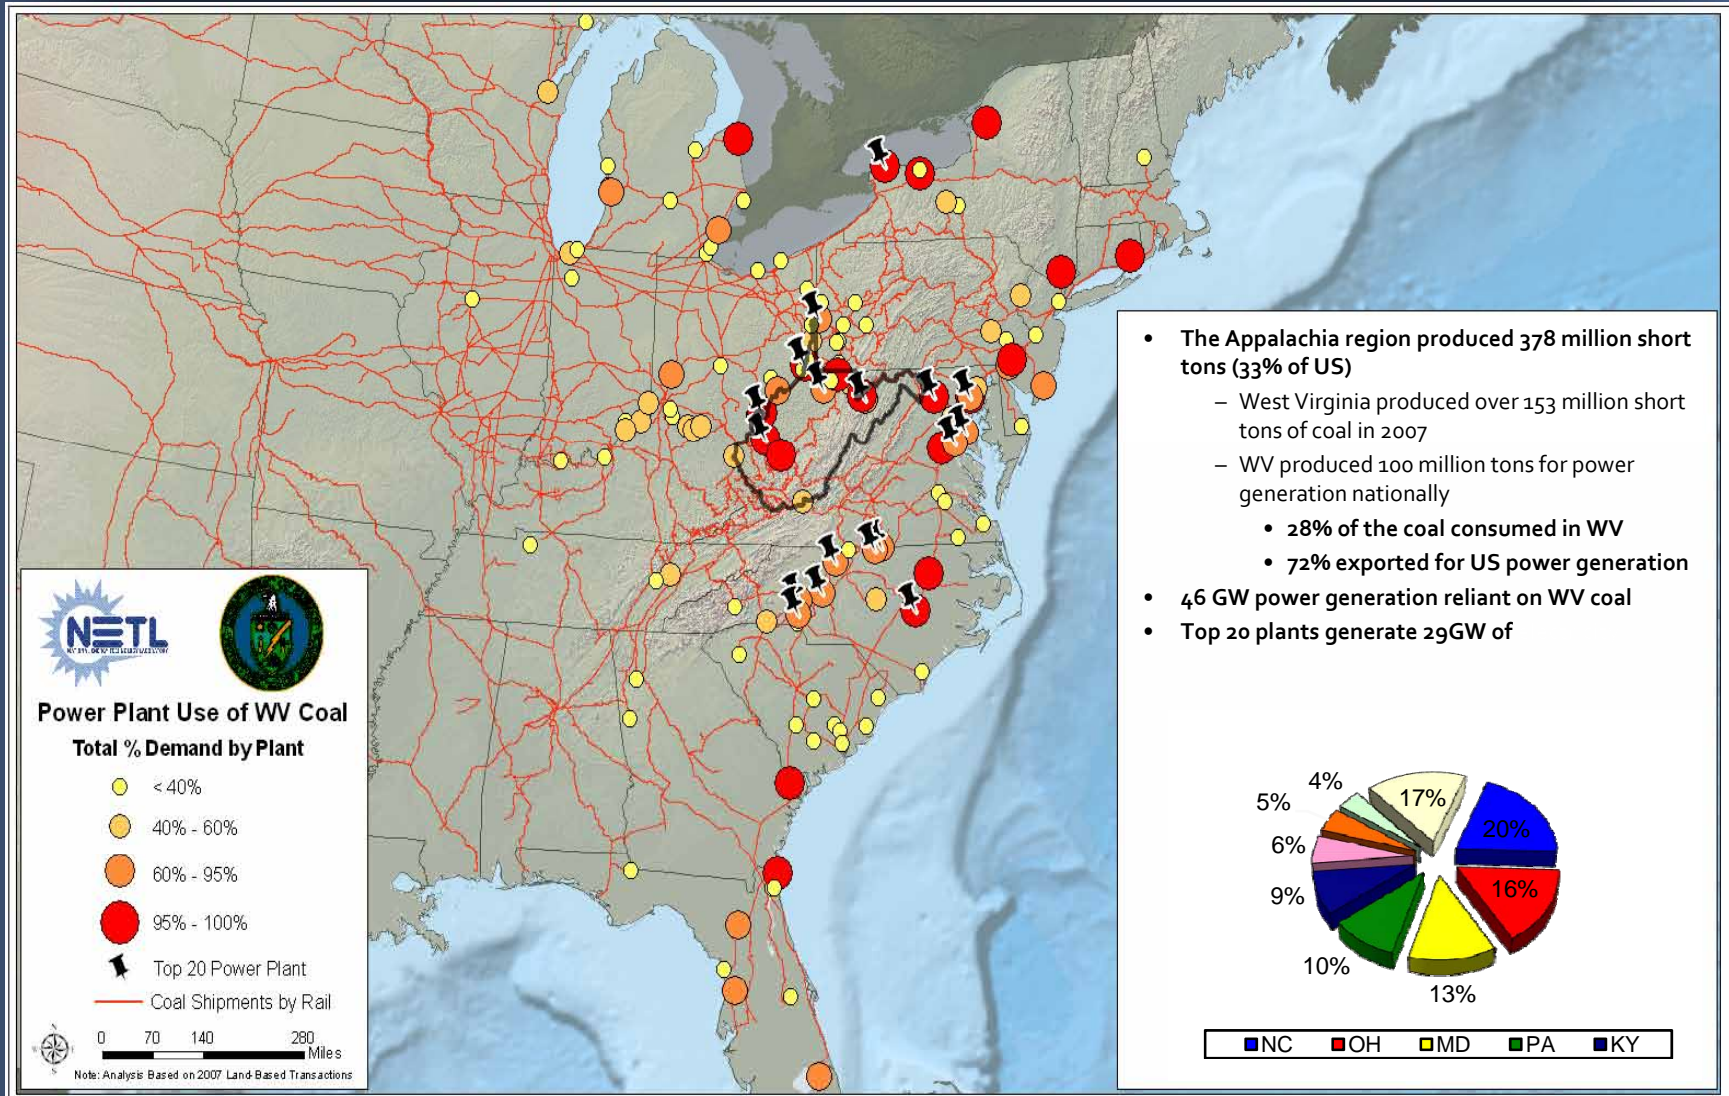 • The Appalachia region produced 378 million short
tons (33% of US)
– West Virginia produced over 153 million short
tons of coal in 2007
– WV produced 100 million tons for power
generation nationally
• 28% of the coal consumed in WV
• 72% exported for US power generation
• 46 GW power generation reliant on WV coal
• Top 20 plants generate 29GW of
NETL
Power Plant Use of WV Coal
Total % Demand by Plant
< 40%
40% - 60%
60% - 95%
95% - 100%
Top 20 Power Plant
Coal Shipments by Rail
0 70 140 280
Miles
Note: Analysis Based on 2007 Land-Based Transactions
4%
17%
5%
20%
6%
16%
9%
10%
13%
NC OH MD PA KY